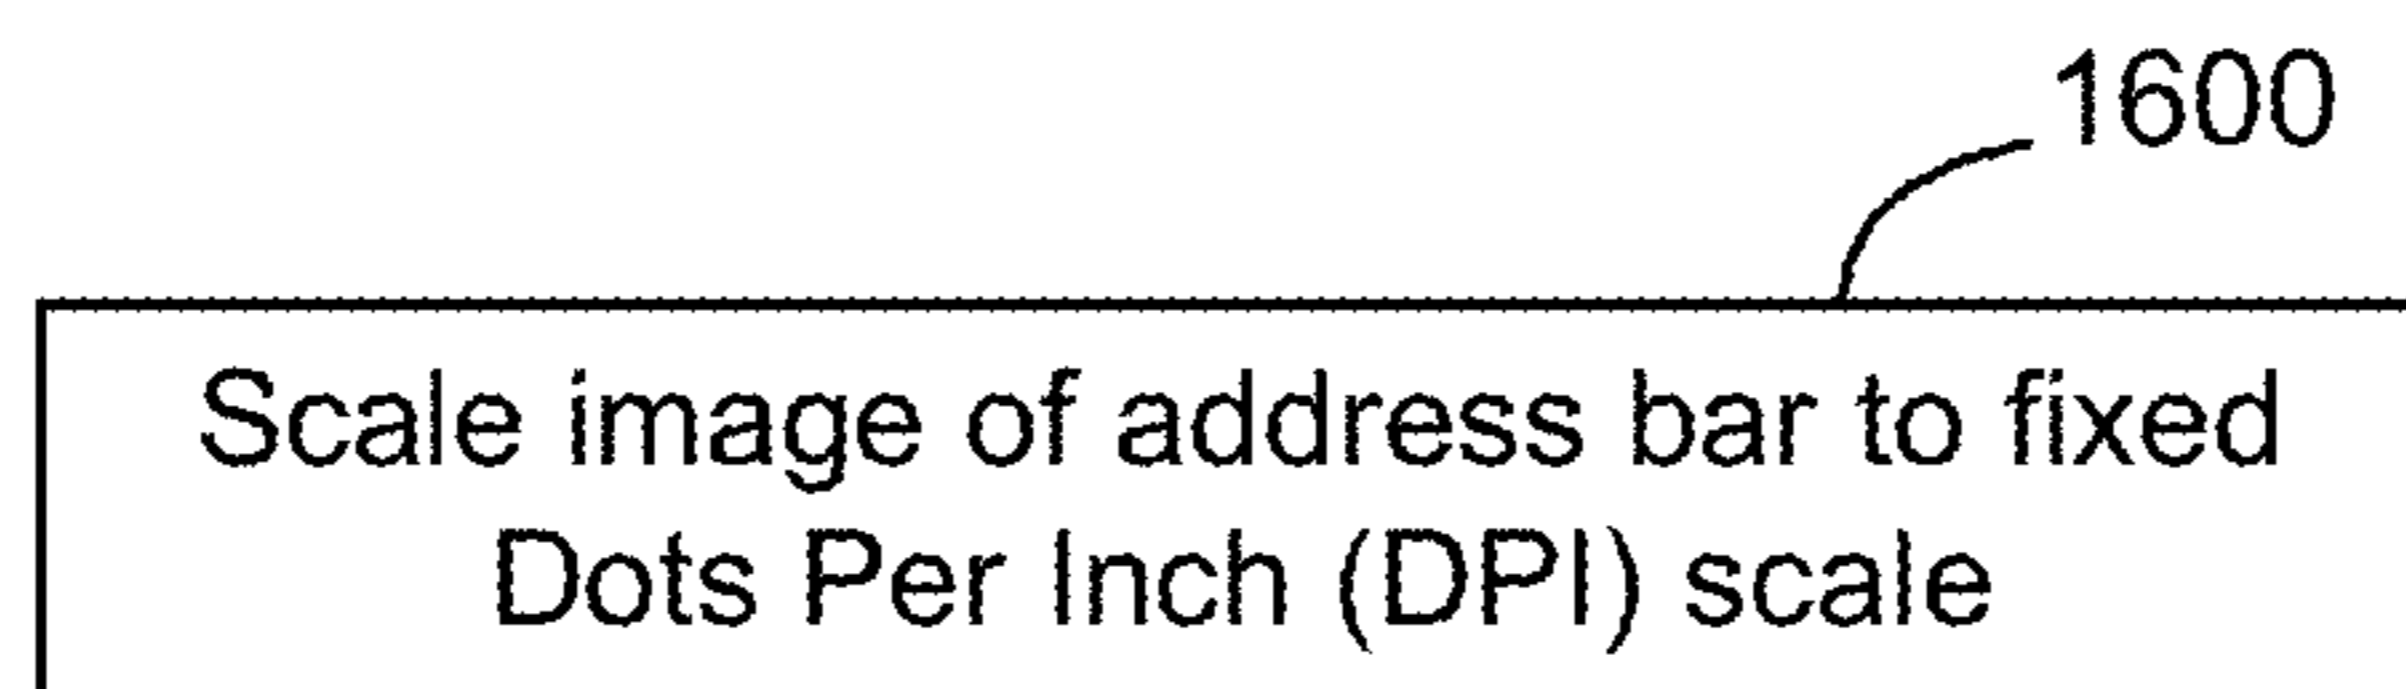 1600
Scale image of address bar to fixed
Dots Per Inch (DPI) scale